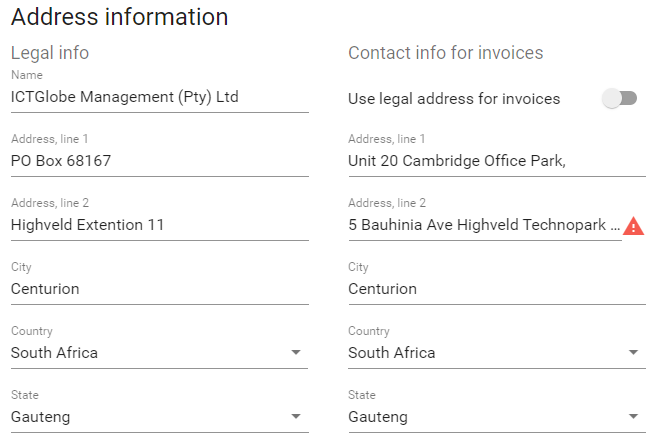 Address information
Legal info
Name
ICTGlobe Management (Pty) Ltd
Address, line 1
PO Box 68167
Address, line 2
Highveld Extention 11
City
Centurion
Country
South Africa
State
Gauteng
Contact info for invoices
Use legal address for invoices
Address, line 1
Unit 20 Cambridge Office Park,
Address, line 2
5 Bauhinia Ave Highveld Technopark ...
City
Centurion
Country
South Africa
State
Gauteng